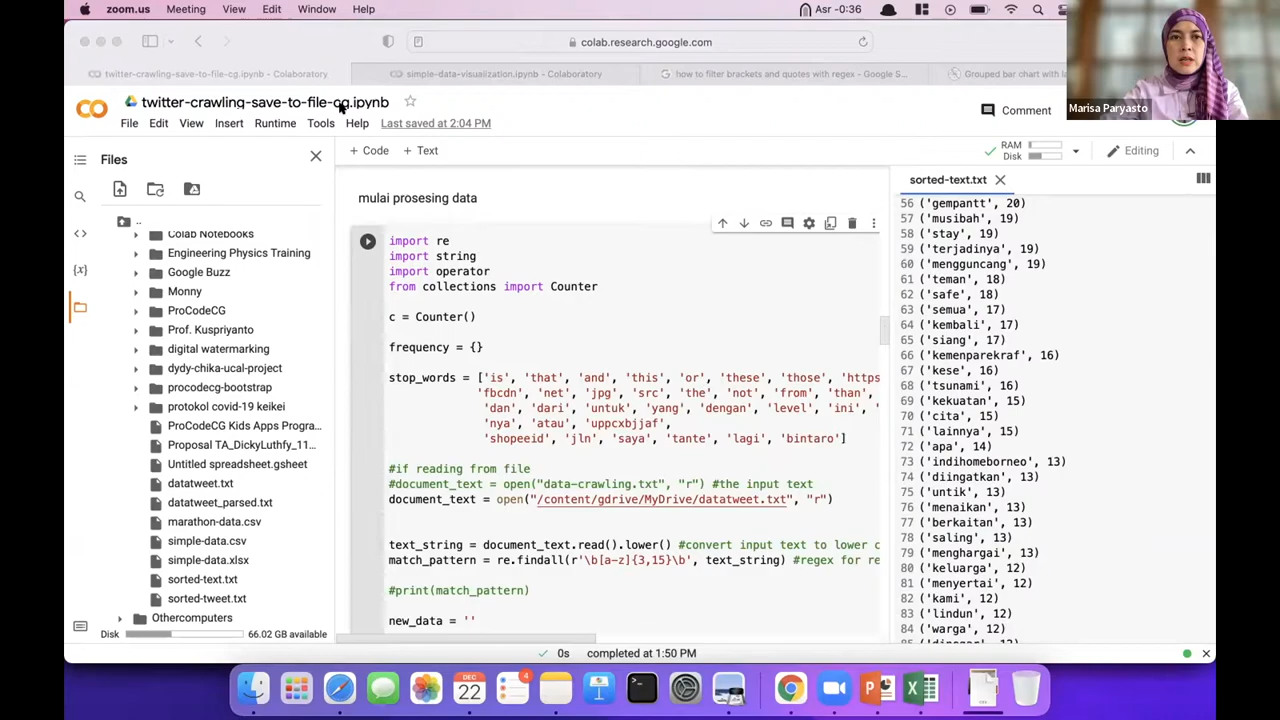 zoom.us Meeting View Edit Window Help Asr -0:36
colab.research.google.com
twitter-crawling-save-to-file-cg.ipynb - Colaboratory simple-data-visualization.ipynb - Colaboratory how to filter brackets and quotes with regex - Google S... Grouped bar chart with la
Marisa Paryasto
twitter-crawling-save-to-file-cg.ipynb
Comment
File Edit View Insert Runtime Tools Help Last saved at 2:04 PM
Files
+ Code + Text
RAM
Disk
Editing
sorted-text.txt
..
Colab Notebooks
Engineering Physics Training
Google Buzz
Monny
ProCodeCG
Prof. Kuspriyanto
digital watermarking
dydy-chika-ucal-project
procodecg-bootstrap
protokol covid-19 keikei
ProCodeCG Kids Apps Progra...
Proposal TA_DickyLuthfy_11...
Untitled spreadsheet.gsheet
datatweet.txt
datatweet_parsed.txt
marathon-data.csv
simple-data.csv
simple-data.xlsx
sorted-text.txt
sorted-tweet.txt
Othercomputers
Disk 66.02 GB available
mulai prosesing data
import re
import string
import operator
from collections import Counter
c = Counter()
frequency = {}
stop_words = ['is', 'that', 'and', 'this', 'or', 'these', 'those', 'https
'fbcdn', 'net', 'jpg', 'src', 'the', 'not', 'from', 'than',
'dan', 'dari', 'untuk', 'yang', 'dengan', 'level', 'ini', '
'nya', 'atau', 'uppcxbjjaf',
'shopeeid', 'jln', 'saya', 'tante', 'lagi', 'bintaro']
#if reading from file
#document_text = open("data-crawling.txt", "r") #the input text
document_text = open("/content/gdrive/MyDrive/datatweet.txt", "r")
text_string = document_text.read().lower() #convert input text to lower c
match_pattern = re.findall(r'\b[a-z]{3,15}\b', text_string) #regex for re
#print(match_pattern)
new_data = ''
56 ('gempantt', 20)
57 ('musibah', 19)
58 ('stay', 19)
59 ('terjadinya', 19)
60 ('mengguncang', 19)
61 ('teman', 18)
62 ('safe', 18)
63 ('semua', 17)
64 ('kembali', 17)
65 ('siang', 17)
66 ('kemenparekraf', 16)
67 ('kese', 16)
68 ('tsunami', 16)
69 ('kekuatan', 15)
70 ('cita', 15)
71 ('lainnya', 15)
72 ('apa', 14)
73 ('indihomeborneo', 13)
74 ('diingatkan', 13)
75 ('untik', 13)
76 ('menaikan', 13)
77 ('berkaitan', 13)
78 ('saling', 13)
79 ('menghargai', 13)
80 ('keluarga', 12)
81 ('menyertai', 12)
82 ('kami', 12)
83 ('lindun', 12)
84 ('warga', 12)
0s completed at 1:50 PM
DEC
22
4